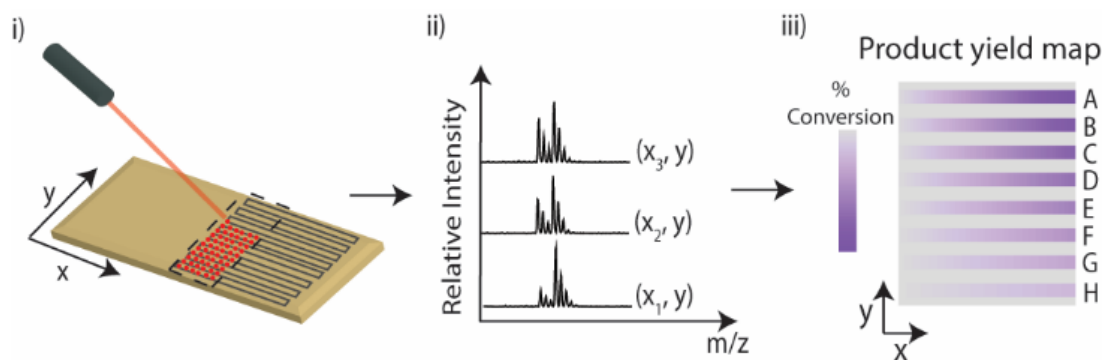 i)
y
x
ii)
Relative Intensity
(x₃, y)
(x₂, y)
(x₁, y)
m/z
iii)
Product yield map
%
Conversion
A
B
C
D
E
F
G
H
y
x